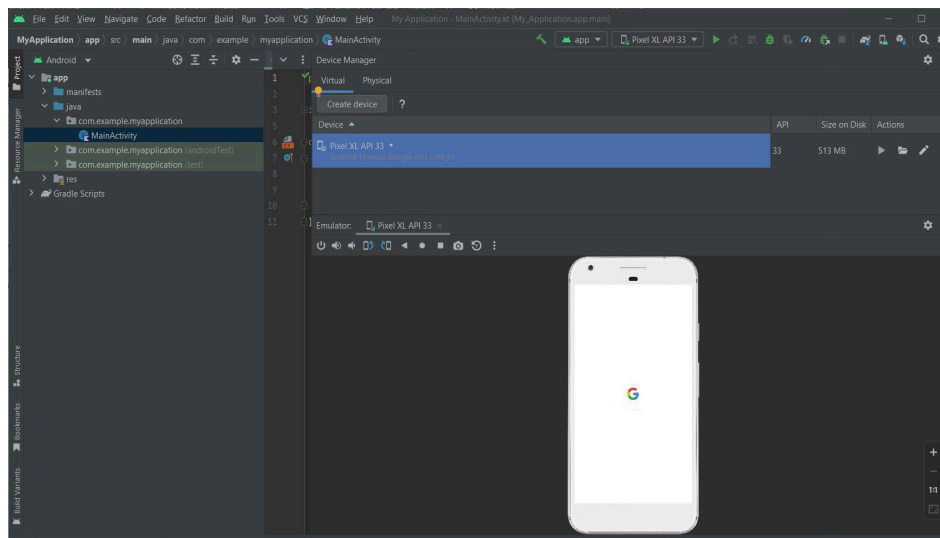 File Edit View Navigate Code Refactor Build Run Tools VCS Window Help My Application - MainActivity.kt [My_Application.app.main]
MyApplication app src main java com example myapplication MainActivity app Pixel XL API 33
Project
Resource Manager
Structure
Bookmarks
Build Variants
Android
app
manifests
java
com.example.myapplication
MainActivity
com.example.myapplication (androidTest)
com.example.myapplication (test)
res
Gradle Scripts
1
2
3
5
6
7
8
9
10
11
Device Manager
Virtual Physical
Create device ?
Device API Size on Disk Actions
Pixel XL API 33 33 513 MB
Android Tiramisu Google APIs | x86_64
Emulator: Pixel XL API 33
G
1:1